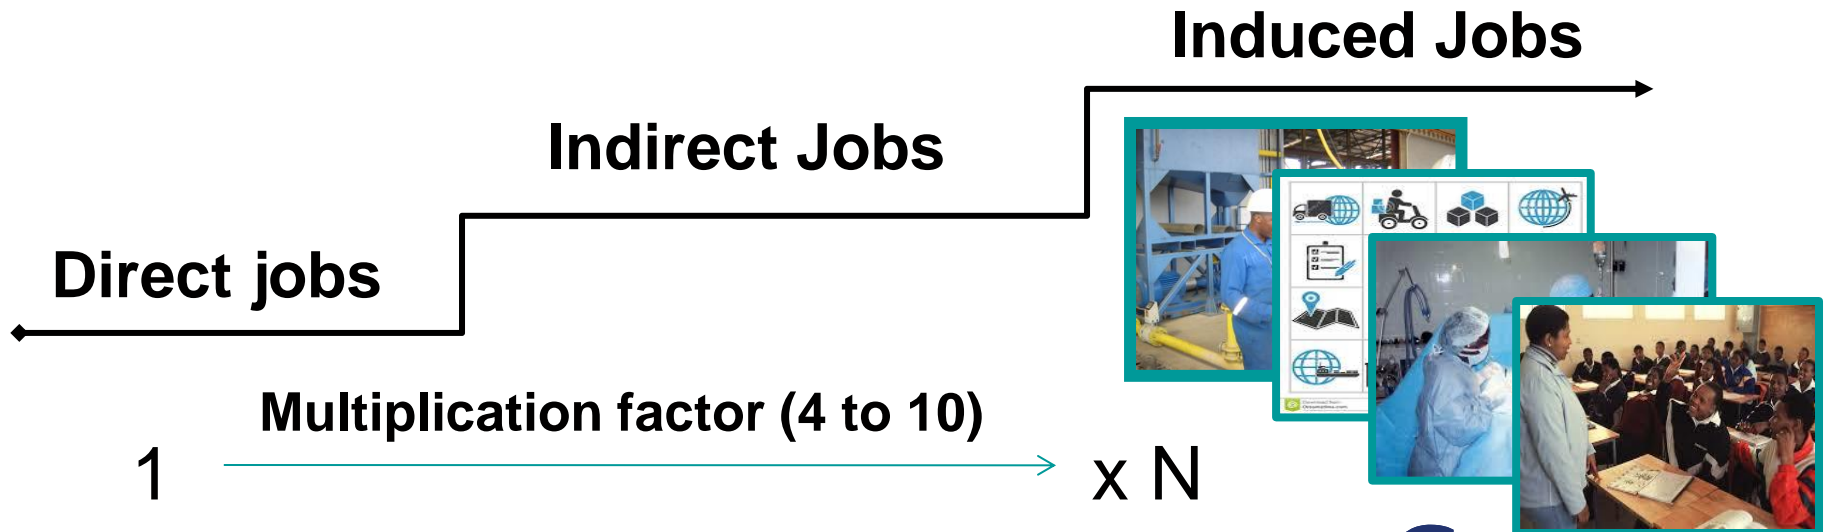 Induced Jobs
Indirect Jobs
Direct jobs
Multiplication factor (4 to 10)
1
x N